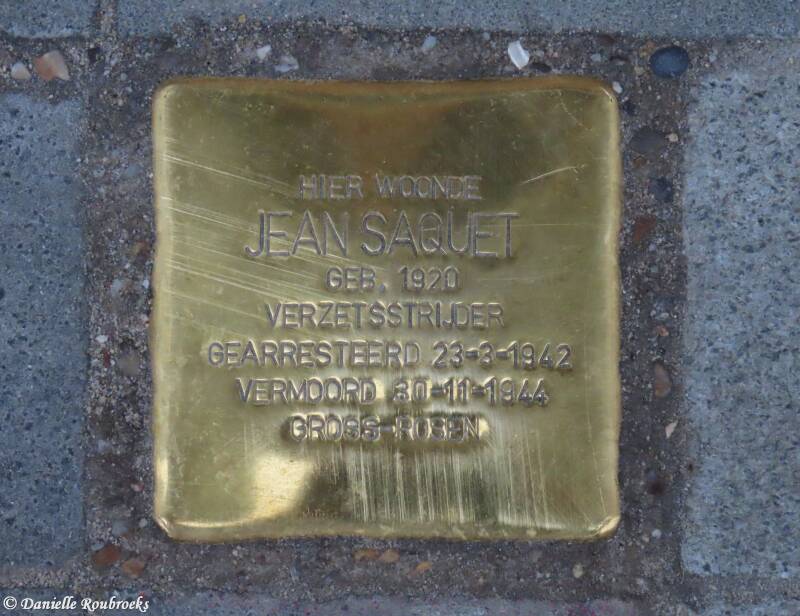 HIER WOONDE
JEAN SAQUET
GEB. 1920
VERZETSSTRIJDER
GEARRESTEERD 23-3-1942
VERMOORD 30-11-1944
GROSS-ROSEN
© Danielle Roubroeks